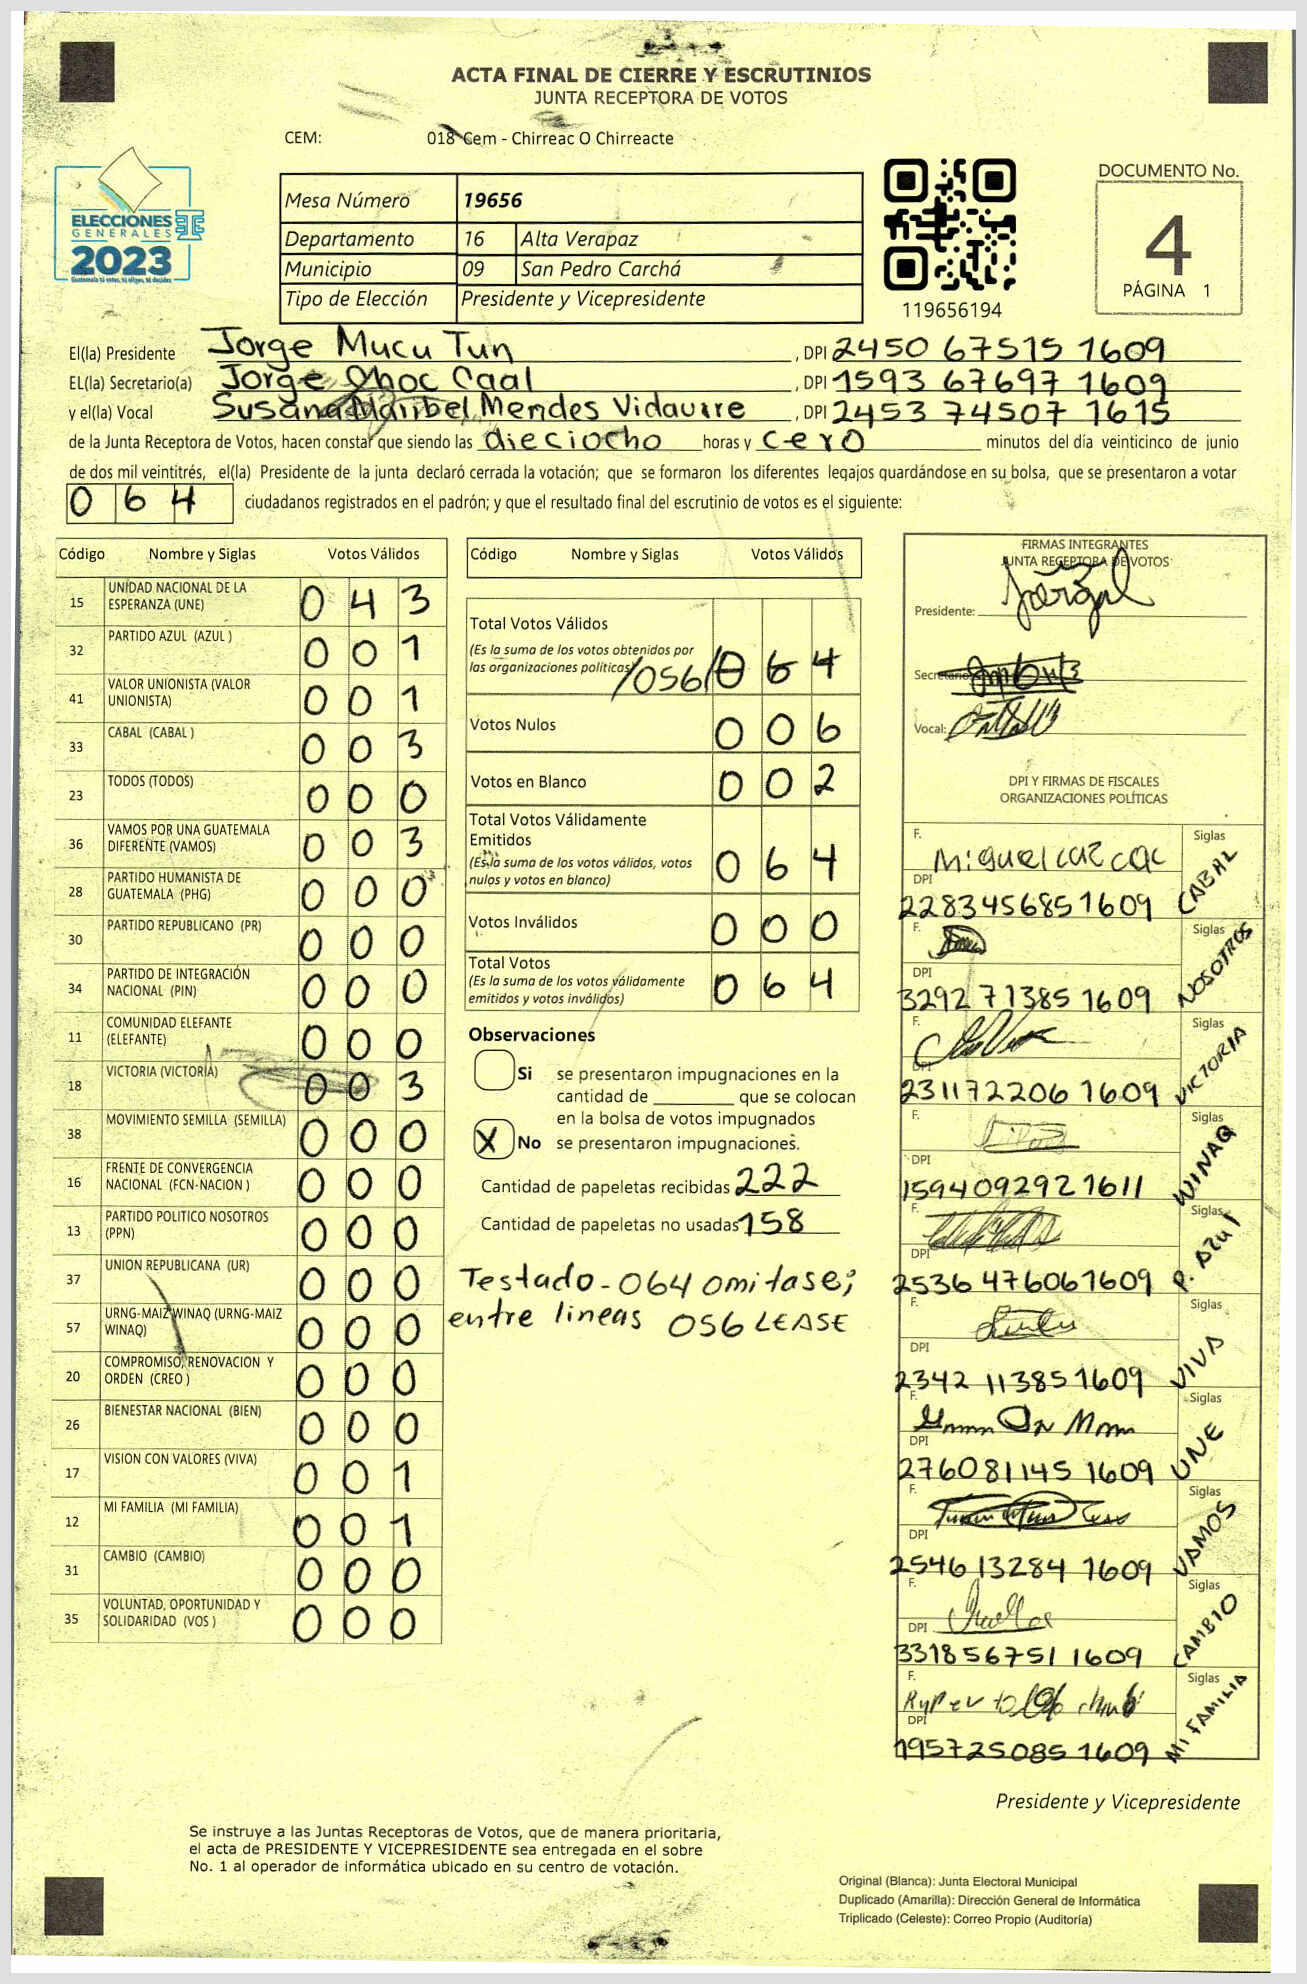 ACTA FINAL DE CIERRE Y ESCRUTINIOS
JUNTA RECEPTORA DE VOTOS
CEM: 018 Cem - Chirreac O Chirreacte
ELECCIONES
GENERALES
2023
Guatemala tú votas, tú eliges, tú decides
Mesa Número 19656
Departamento 16 Alta Verapaz
Municipio 09 San Pedro Carchá
Tipo de Elección Presidente y Vicepresidente
119656194
DOCUMENTO No.
4
PÁGINA 1
El(la) Presidente Jorge Mucu Tun , DPI 2450 67515 1609
EL(la) Secretario(a) Jorge Choc Caal , DPI 1593 67697 1609
y el(la) Vocal Susana Maribel Mendes Vidaurre , DPI 2453 74507 1615
de la Junta Receptora de Votos, hacen constar que siendo las dieciocho horas y cero minutos del día veinticinco de junio
de dos mil veintitrés, el(la) Presidente de la junta declaró cerrada la votación; que se formaron los diferentes legajos guardándose en su bolsa, que se presentaron a votar
0 6 4 ciudadanos registrados en el padrón; y que el resultado final del escrutinio de votos es el siguiente:
Código Nombre y Siglas Votos Válidos
15 UNIDAD NACIONAL DE LA ESPERANZA (UNE) 0 4 3
32 PARTIDO AZUL (AZUL ) 0 0 1
41 VALOR UNIONISTA (VALOR UNIONISTA) 0 0 1
33 CABAL (CABAL ) 0 0 3
23 TODOS (TODOS) 0 0 0
36 VAMOS POR UNA GUATEMALA DIFERENTE (VAMOS) 0 0 3
28 PARTIDO HUMANISTA DE GUATEMALA (PHG) 0 0 0
30 PARTIDO REPUBLICANO (PR) 0 0 0
34 PARTIDO DE INTEGRACIÓN NACIONAL (PIN) 0 0 0
11 COMUNIDAD ELEFANTE (ELEFANTE) 0 0 0
18 VICTORIA (VICTORIA) 0 0 3
38 MOVIMIENTO SEMILLA (SEMILLA) 0 0 0
16 FRENTE DE CONVERGENCIA NACIONAL (FCN-NACION ) 0 0 0
13 PARTIDO POLITICO NOSOTROS (PPN) 0 0 0
37 UNION REPUBLICANA (UR) 0 0 0
57 URNG-MAIZ WINAQ (URNG-MAIZ WINAQ) 0 0 0
20 COMPROMISO, RENOVACION Y ORDEN (CREO ) 0 0 0
26 BIENESTAR NACIONAL (BIEN) 0 0 0
17 VISION CON VALORES (VIVA) 0 0 1
12 MI FAMILIA (MI FAMILIA) 0 0 1
31 CAMBIO (CAMBIO) 0 0 0
35 VOLUNTAD, OPORTUNIDAD Y SOLIDARIDAD (VOS ) 0 0 0
Código Nombre y Siglas Votos Válidos
Total Votos Válidos
(Es la suma de los votos obtenidos por
las organizaciones políticas) /056/ 0 6 4
Votos Nulos 0 0 6
Votos en Blanco 0 0 2
Total Votos Válidamente
Emitidos
(Es la suma de los votos válidos, votos
nulos y votos en blanco) 0 6 4
Votos Inválidos 0 0 0
Total Votos
(Es la suma de los votos válidamente
emitidos y votos inválidos) 0 6 4
Observaciones
Si se presentaron impugnaciones en la
cantidad de ________ que se colocan
en la bolsa de votos impugnados
X No se presentaron impugnaciones.
Cantidad de papeletas recibidas 222
Cantidad de papeletas no usadas 158
Testado - 064 omitase;
entre lineas 056 LEASE
FIRMAS INTEGRANTES
JUNTA RECEPTORA DE VOTOS
Presidente:
Secretario
Vocal:
DPI Y FIRMAS DE FISCALES
ORGANIZACIONES POLÍTICAS
F. Miguel caz cac Siglas CABAL
DPI 2283456851609
F. Siglas NOSOTROS
DPI 3292 71385 1609
F. Siglas VICTORIA
DPI 231172206 1609
F. Siglas WINAQ
DPI 1594092921611
F. Siglas P. Azul
DPI 2536 476061609
F. Siglas VIVA
DPI 2342 113851609
F. Siglas UNE
DPI 276081145 1609
F. Siglas VAMOS
DPI 2546 13284 1609
F. Siglas CAMBIO
DPI 331856751 1609
F. Siglas MI FAMILIA
DPI 195725085 1609
Presidente y Vicepresidente
Se instruye a las Juntas Receptoras de Votos, que de manera prioritaria,
el acta de PRESIDENTE Y VICEPRESIDENTE sea entregada en el sobre
No. 1 al operador de informática ubicado en su centro de votación.
Original (Blanca): Junta Electoral Municipal
Duplicado (Amarilla): Dirección General de Informática
Triplicado (Celeste): Correo Propio (Auditoría)